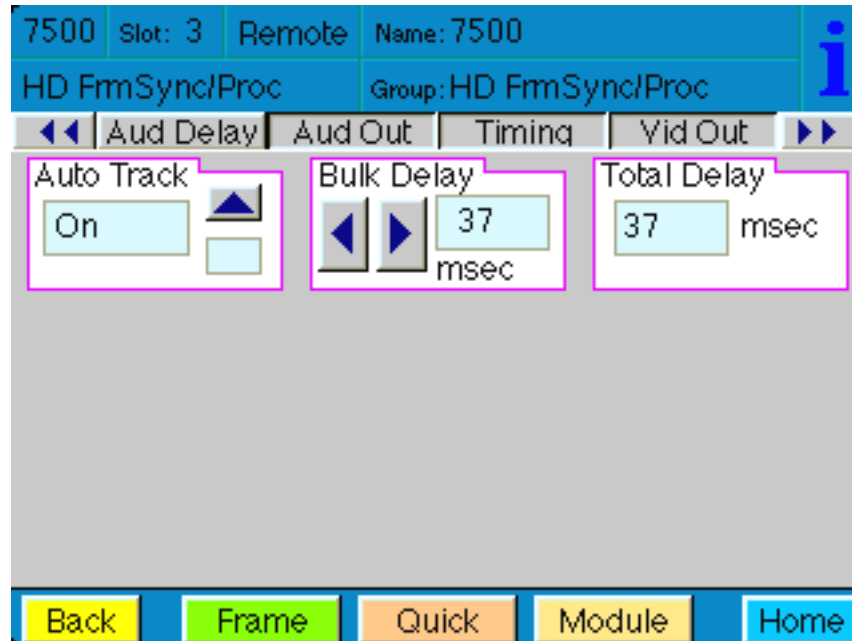 7500 Slot: 3 Remote Name: 7500
HD FrmSync/Proc Group: HD FrmSync/Proc
i
Aud Delay Aud Out Timing Vid Out
Auto Track Bulk Delay Total Delay
On 37 37 msec
msec
Back Frame Quick Module Home